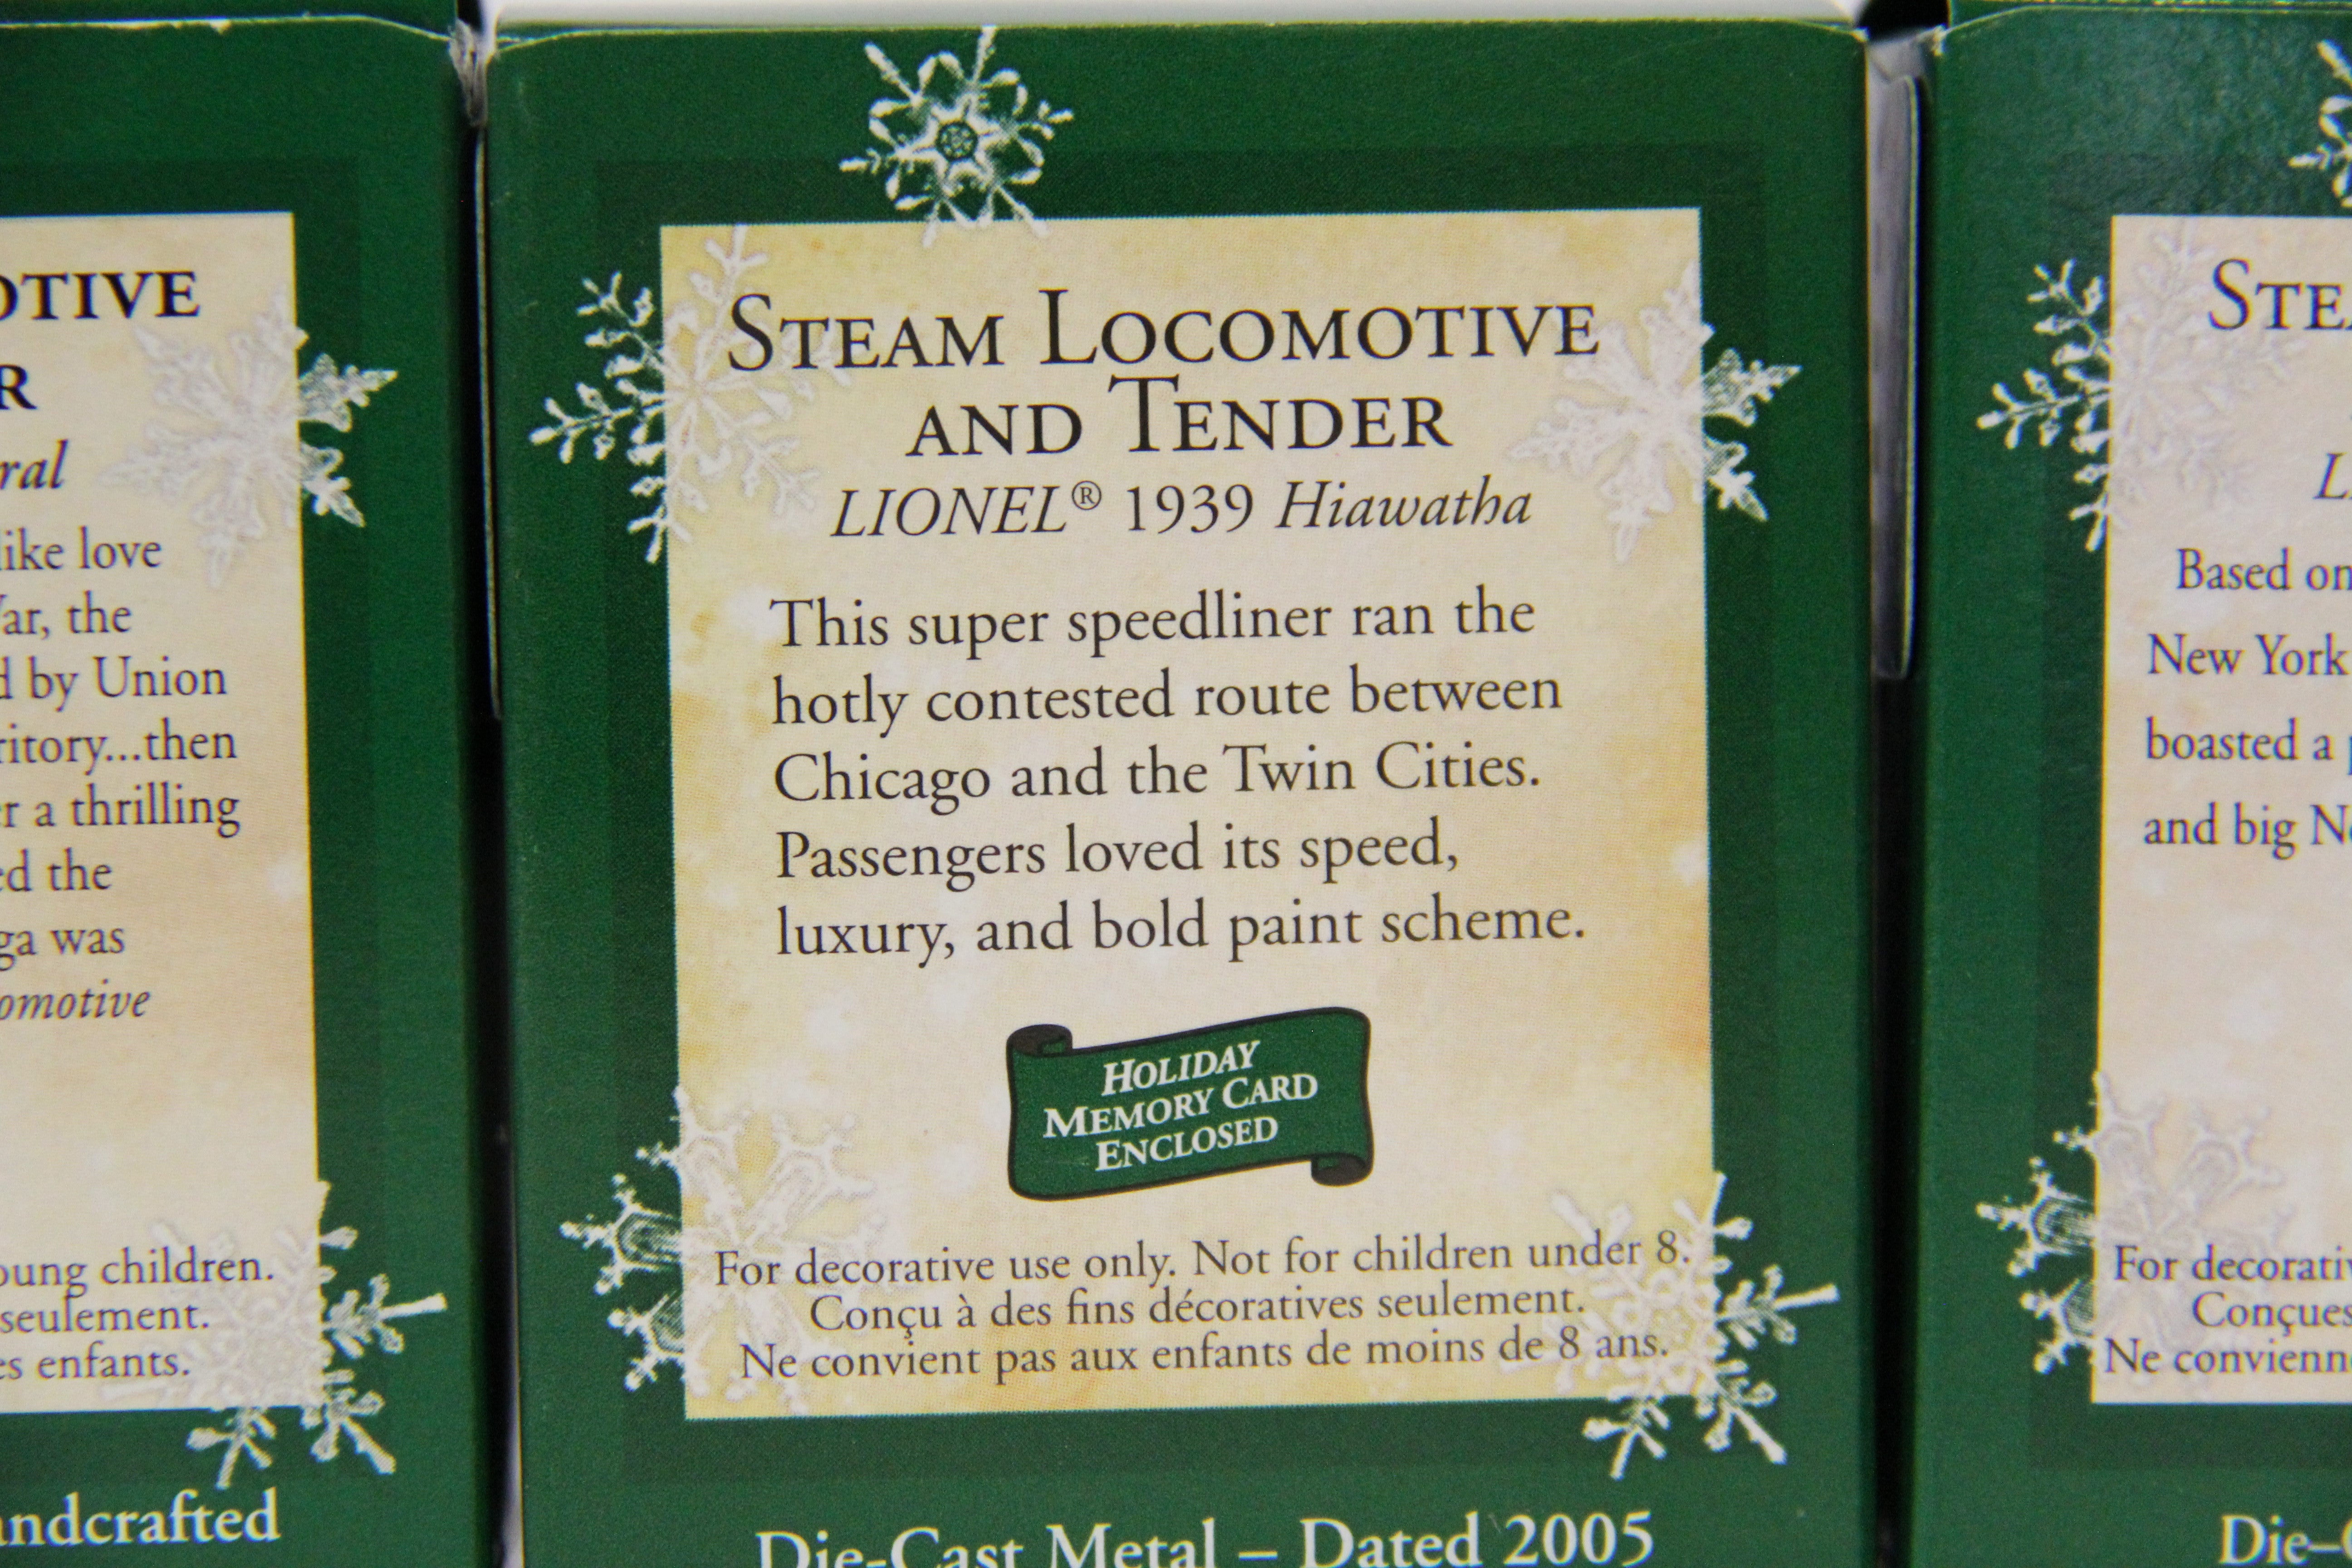 OTIVE
R
ral
like love
ar, the
d by Union
ritory...then
r a thrilling
ed the
ga was
omotive
oung children.
seulement.
es enfants.
andcrafted
STEAM LOCOMOTIVE
AND TENDER
LIONEL® 1939 Hiawatha
This super speedliner ran the
hotly contested route between
Chicago and the Twin Cities.
Passengers loved its speed,
luxury, and bold paint scheme.
HOLIDAY
MEMORY CARD
ENCLOSED
For decorative use only. Not for children under 8.
Conçu à des fins décoratives seulement.
Ne convient pas aux enfants de moins de 8 ans.
Die-Cast Metal – Dated 2005
STE
L
Based on
New York
boasted a
and big N
For decorativ
Conçues
Ne convienn
Die-